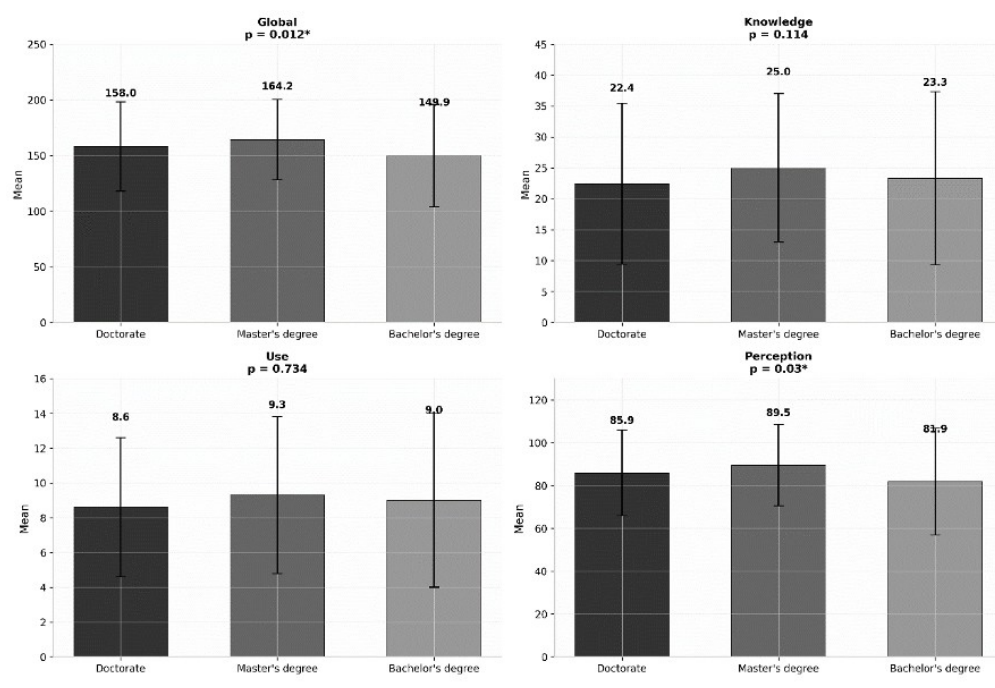 Global
p = 0.012*
250
200
150
100
50
0
Mean
158.0
164.2
149.9
Doctorate
Master's degree
Bachelor's degree
Knowledge
p = 0.114
45
40
35
30
25
20
15
10
5
0
Mean
22.4
25.0
23.3
Doctorate
Master's degree
Bachelor's degree
Use
p = 0.734
16
14
12
10
8
6
4
2
0
Mean
8.6
9.3
9.0
Doctorate
Master's degree
Bachelor's degree
Perception
p = 0.03*
120
100
80
60
40
20
0
Mean
85.9
89.5
81.9
Doctorate
Master's degree
Bachelor's degree